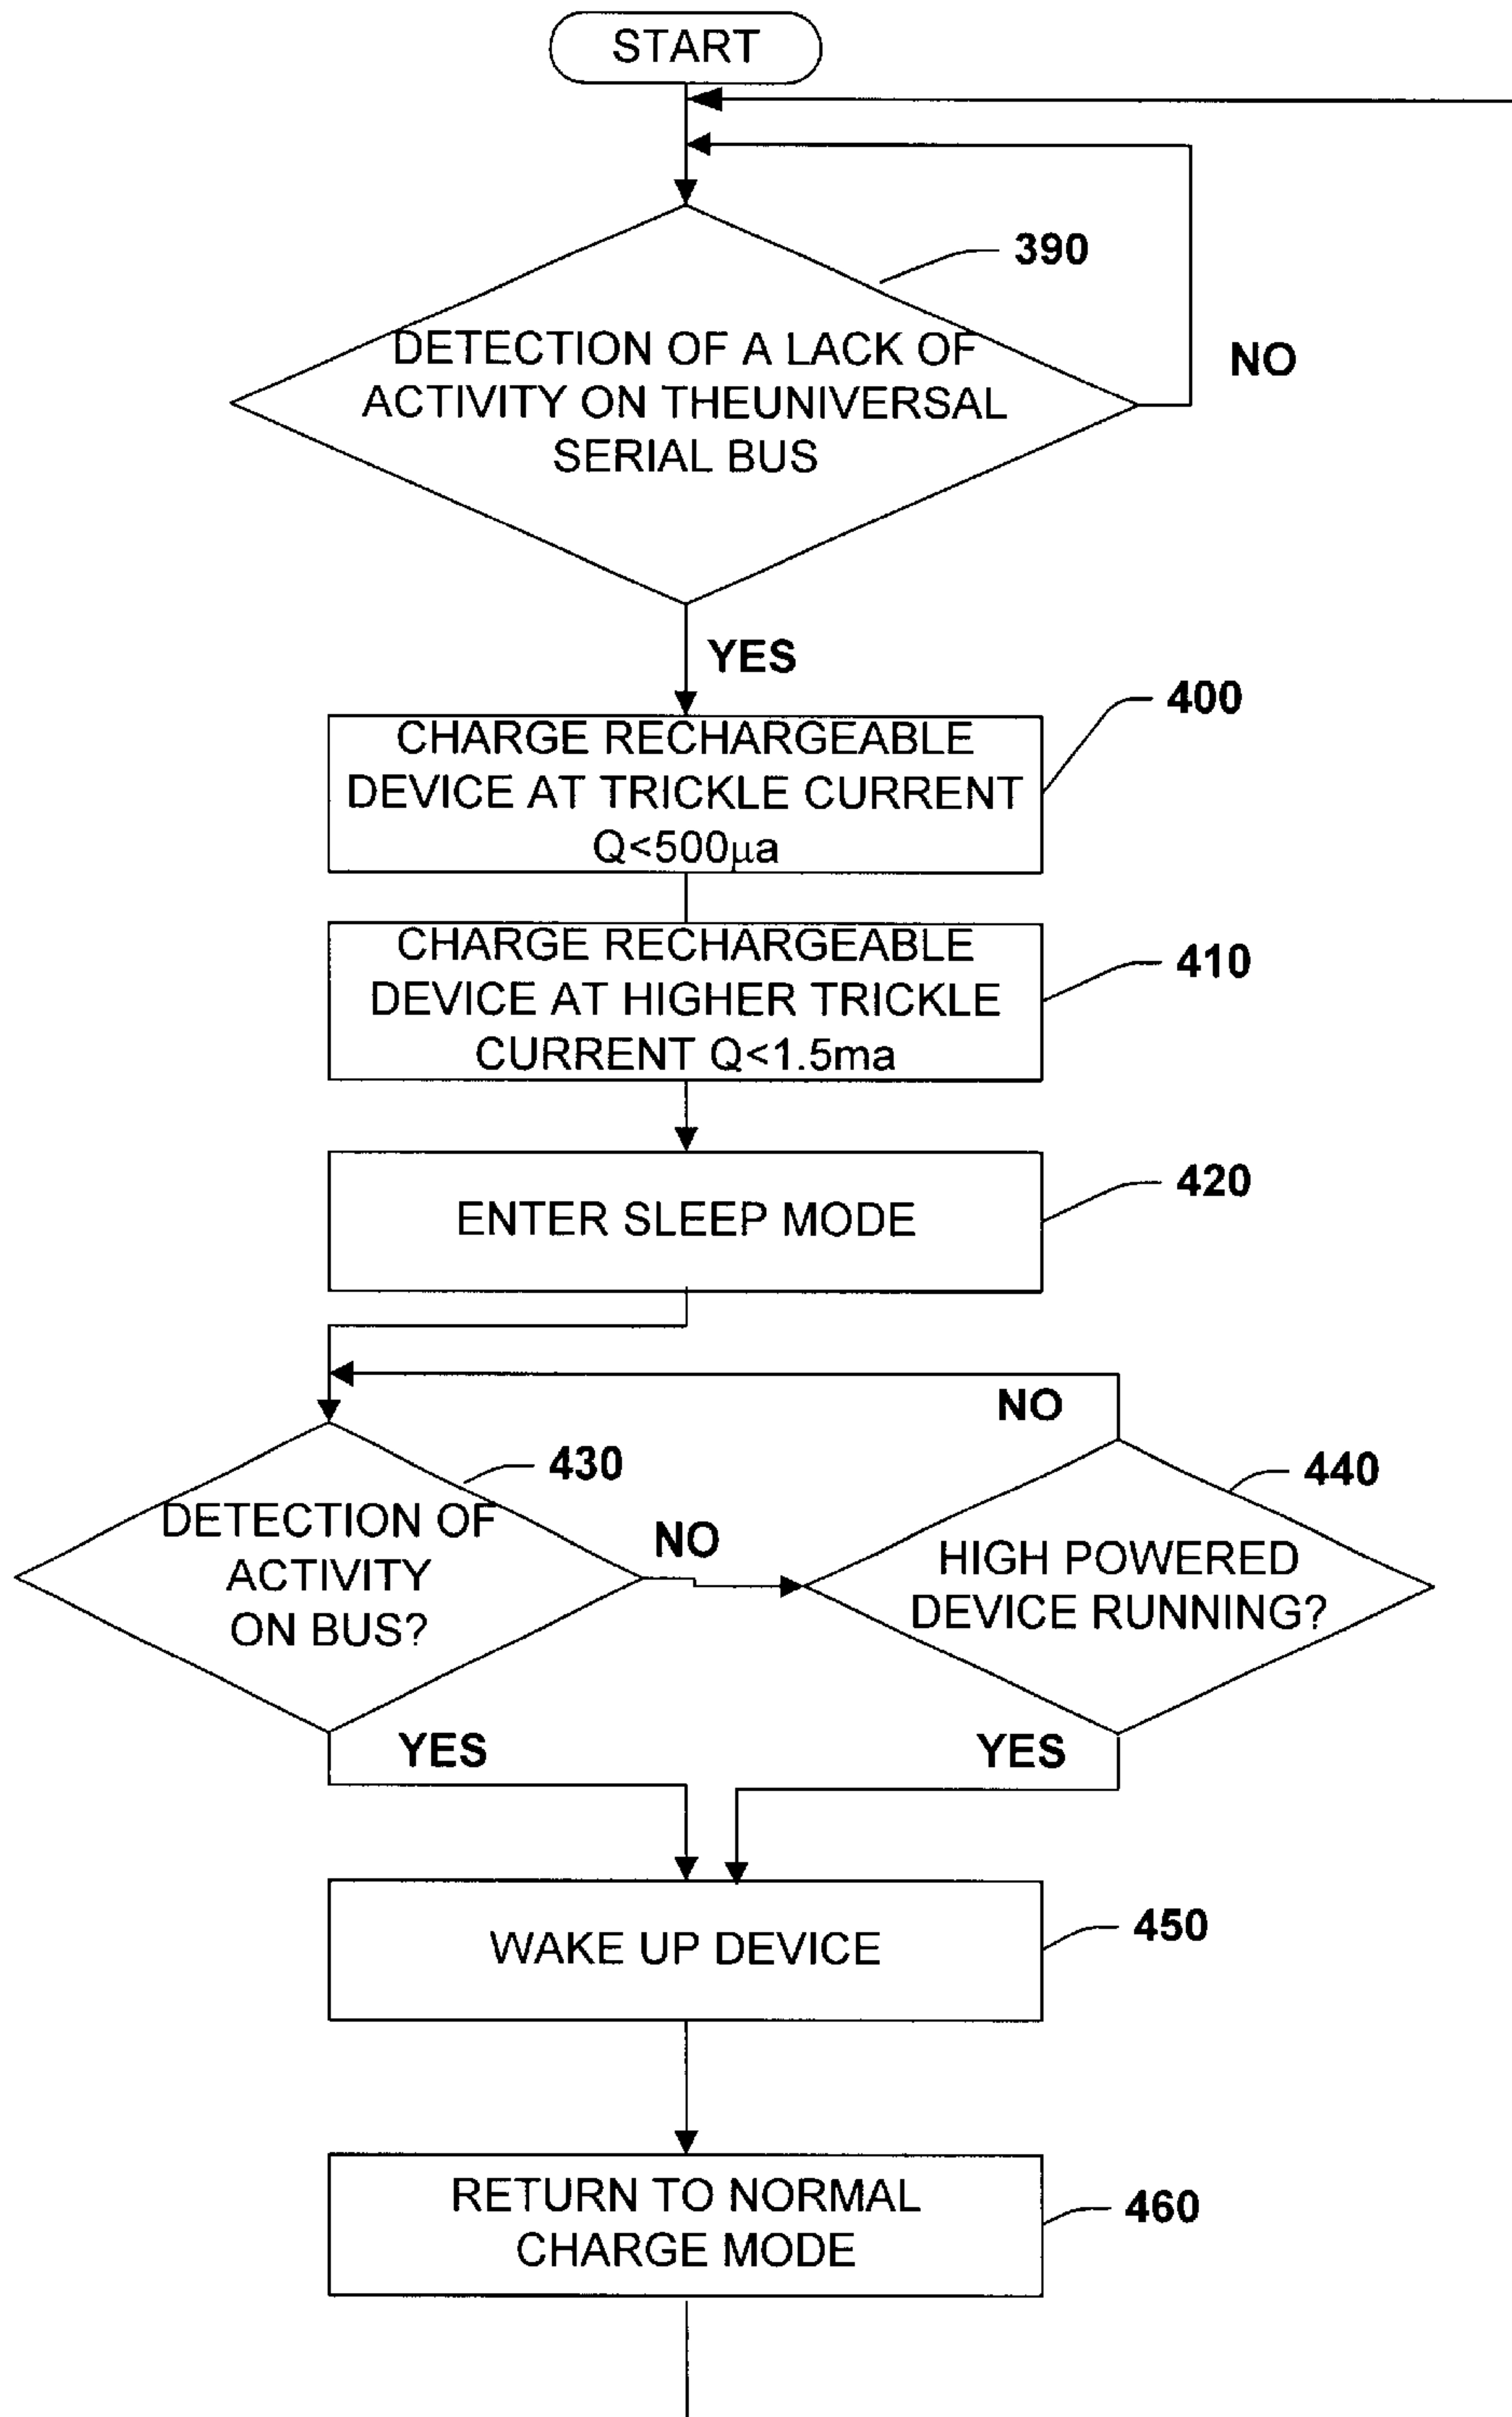 START
390
DETECTION OF A LACK OF
ACTIVITY ON THEUNIVERSAL
SERIAL BUS
NO
YES
400
CHARGE RECHARGEABLE
DEVICE AT TRICKLE CURRENT
Q<500µa
410
CHARGE RECHARGEABLE
DEVICE AT HIGHER TRICKLE
CURRENT Q<1.5ma
420
ENTER SLEEP MODE
NO
430
440
DETECTION OF
ACTIVITY
ON BUS?
NO
HIGH POWERED
DEVICE RUNNING?
YES
YES
450
WAKE UP DEVICE
460
RETURN TO NORMAL
CHARGE MODE